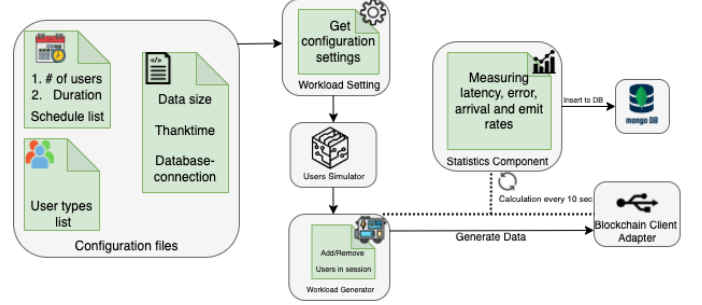 1. # of users
2. Duration
Schedule list
User types
list
</>
Data size
Thanktime
Database-
connection
Configuration files
Get
configuration
settings
Workload Setting
Users Simulator
Add/Remove
Users in session
Workload Generator
Measuring
latency, error,
arrival and emit
rates
Statistics Component
Insert to DB
mongo DB
Calculation every 10 sec
Generate Data
Blockchain Client
Adapter